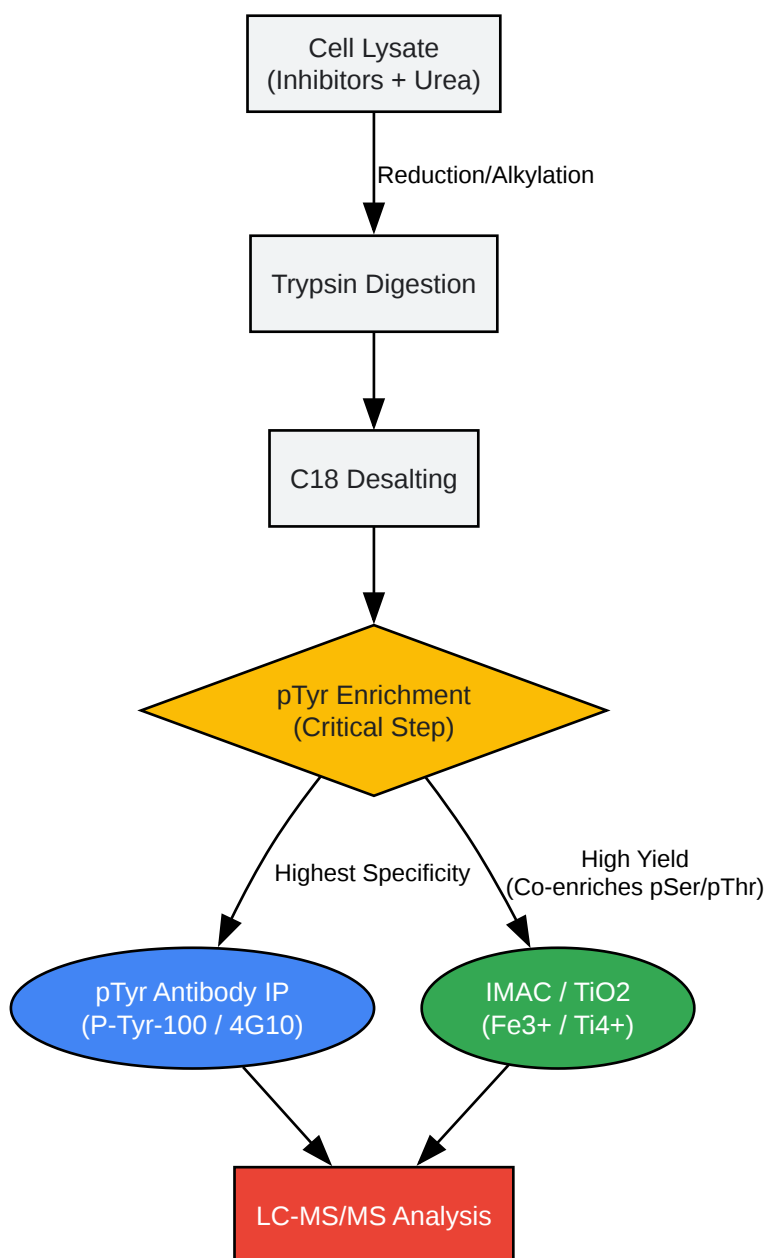 Cell Lysate
(Inhibitors + Urea)
Reduction/Alkylation
Trypsin Digestion
C18 Desalting
pTyr Enrichment
(Critical Step)
Highest Specificity
High Yield
(Co-enriches pSer/pThr)
pTyr Antibody IP
(P-Tyr-100 / 4G10)
IMAC / TiO2
(Fe3+ / Ti4+)
LC-MS/MS Analysis